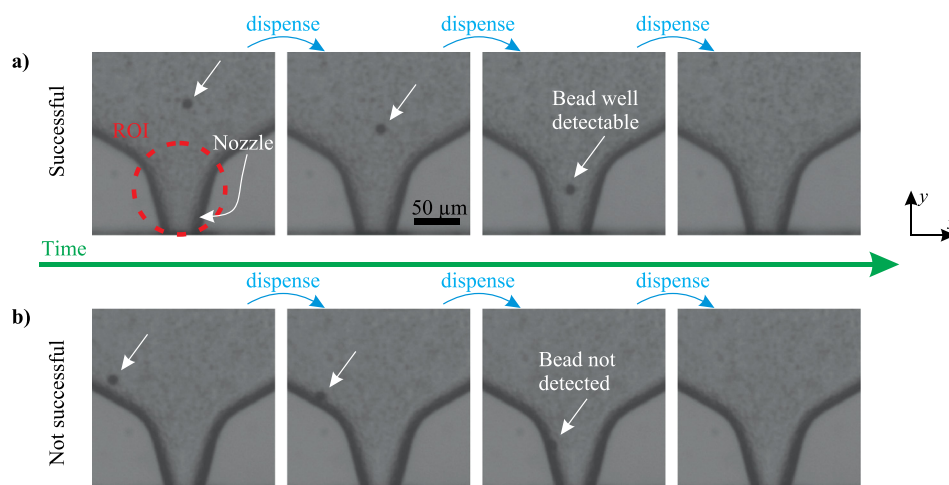 dispense dispense dispense
a)
Successful
ROI
Nozzle
Bead well
detectable
50 µm
y
Time
dispense dispense dispense
b)
Not successful
Bead not
detected